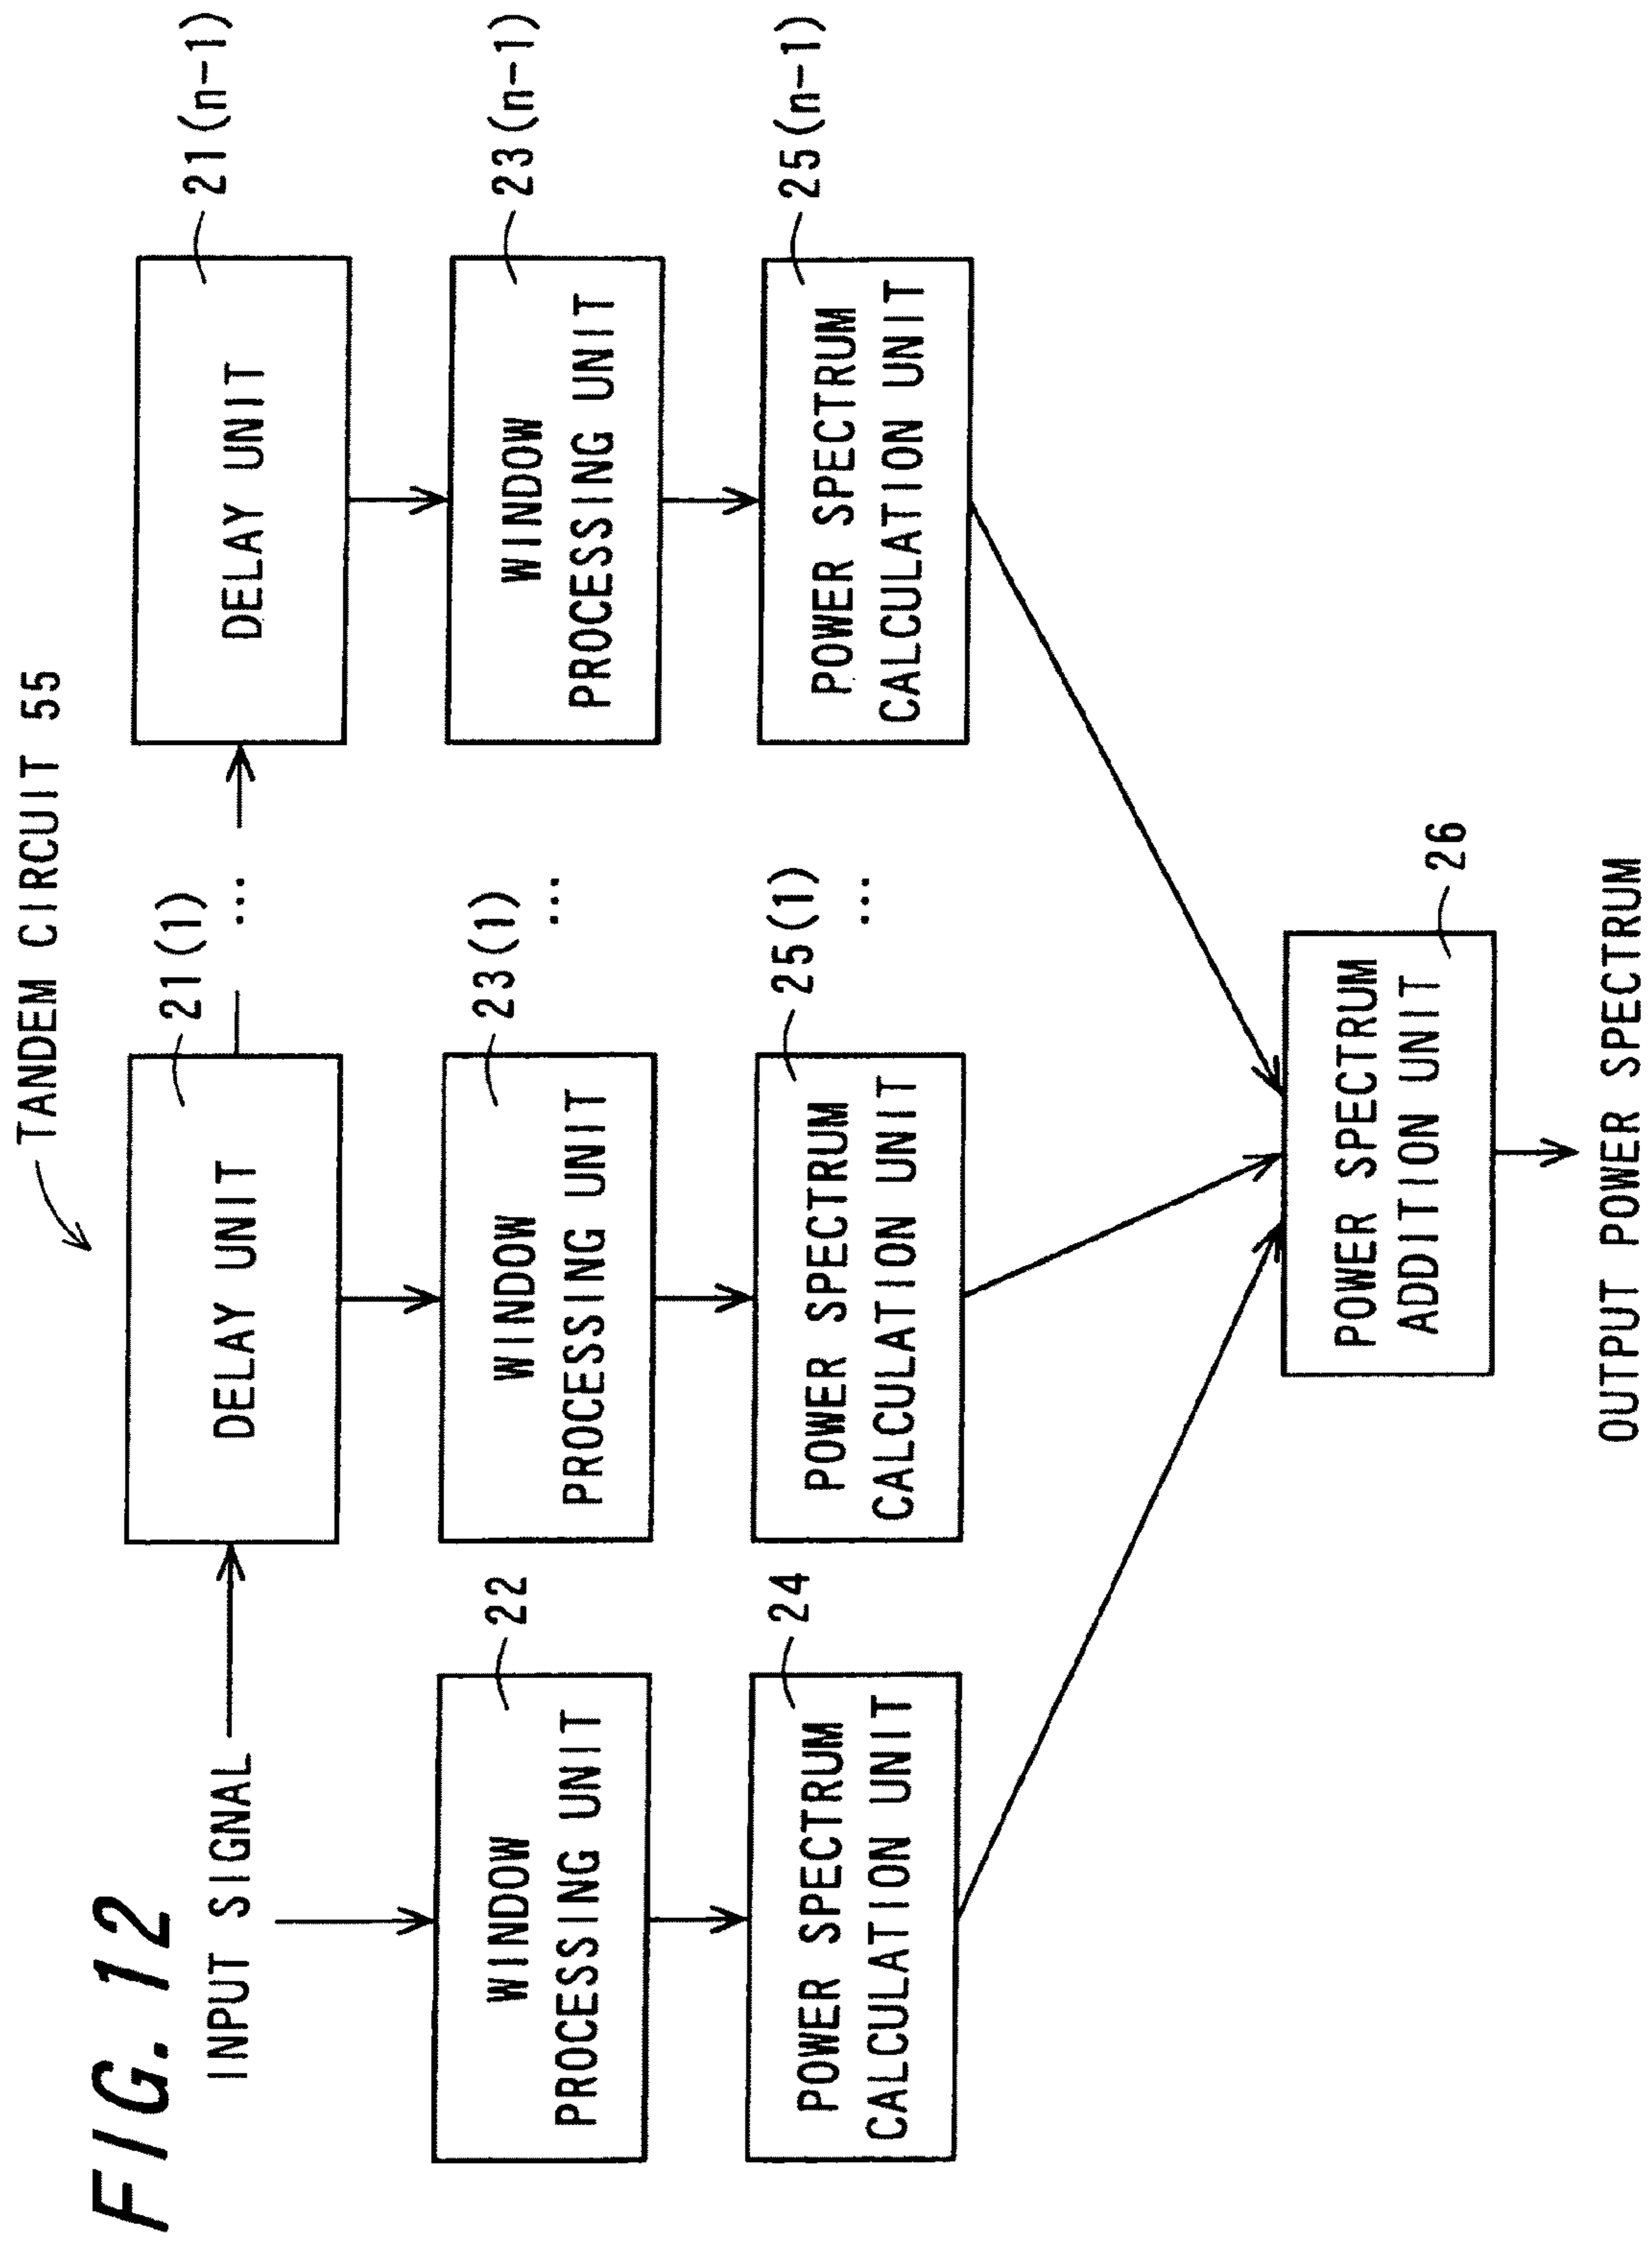 FIG. 12
TANDEM CIRCUIT 55
INPUT SIGNAL
21(1)
...
21(n-1)
DELAY UNIT
DELAY UNIT
22
23(1)
...
23(n-1)
WINDOW
PROCESSING UNIT
WINDOW
PROCESSING UNIT
WINDOW
PROCESSING UNIT
24
25(1)
...
25(n-1)
POWER SPECTRUM
CALCULATION UNIT
POWER SPECTRUM
CALCULATION UNIT
POWER SPECTRUM
CALCULATION UNIT
26
POWER SPECTRUM
ADDITION UNIT
OUTPUT POWER SPECTRUM